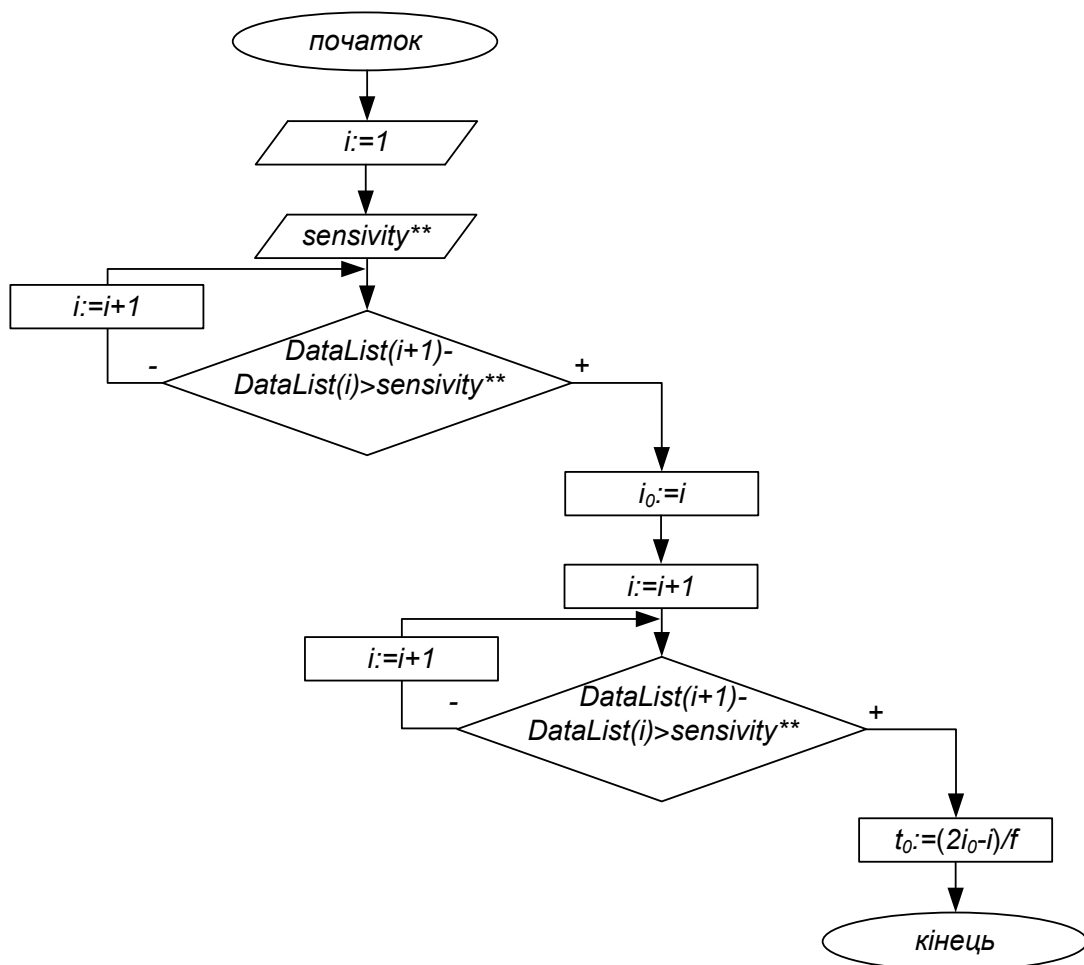 початок
i:=1
sensivity**
i:=i+1
DataList(i+1)-
DataList(i)>sensivity**
-
+
i₀:=i
i:=i+1
i:=i+1
DataList(i+1)-
DataList(i)>sensivity**
-
+
t₀:=(2i₀-i)/f
кінець